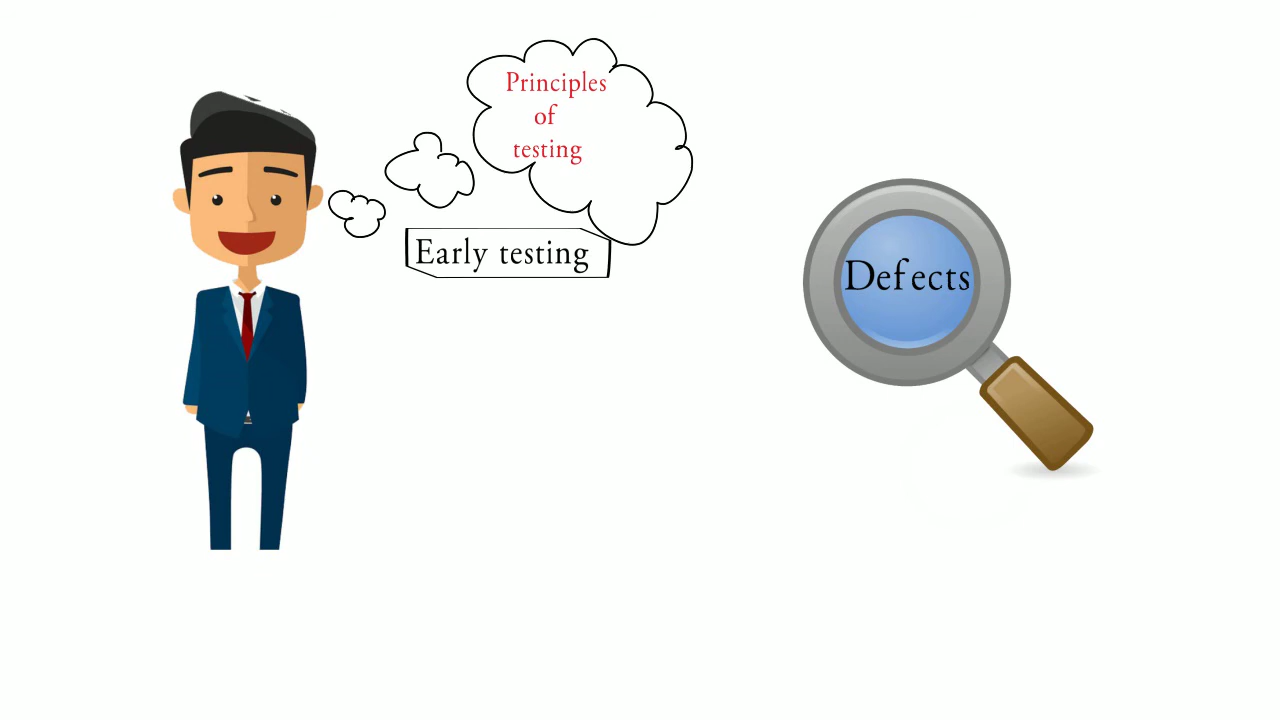 Principles
of
testing
Early testing
Defects